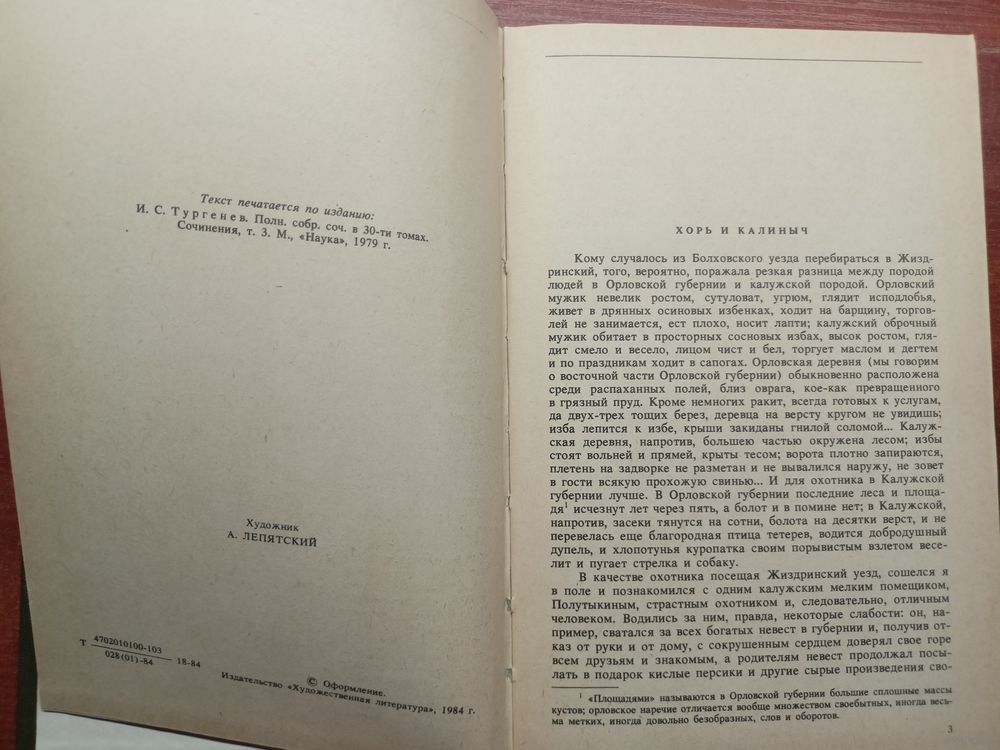 Текст печатается по изданию:
И. С. Тургенев. Полн. собр. соч. в 30-ти томах.
Сочинения, т. 3. М., «Наука», 1979 г.
Художник
А. ЛЕПЯТСКИЙ
Т 4702010100-103 18-84
028(01)-84
© Оформление.
Издательство «Художественная литература», 1984 г.
ХОРЬ И КАЛИНЫЧ
Кому случалось из Болховского уезда перебираться в Жиз-
дринский, того, вероятно, поражала резкая разница между породой
людей в Орловской губернии и калужской породой. Орловский
мужик невелик ростом, сутуловат, угрюм, глядит исподлобья,
живет в дрянных осиновых избенках, ходит на барщину, торгов-
лей не занимается, ест плохо, носит лапти; калужский оброчный
мужик обитает в просторных сосновых избах, высок ростом, гля-
дит смело и весело, лицом чист и бел, торгует маслом и дегтем
и по праздникам ходит в сапогах. Орловская деревня (мы говорим
о восточной части Орловской губернии) обыкновенно расположена
среди распаханных полей, близ оврага, кое-как превращенного
в грязный пруд. Кроме немногих ракит, всегда готовых к услугам,
да двух-трех тощих берез, деревца на версту кругом не увидишь;
изба лепится к избе, крыши закиданы гнилой соломой... Калуж-
ская деревня, напротив, большею частью окружена лесом; избы
стоят вольней и прямей, крыты тесом; ворота плотно запираются,
плетень на задворке не разметан и не вывалился наружу, не зовет
в гости всякую прохожую свинью... И для охотника в Калужской
губернии лучше. В Орловской губернии последние леса и площа-
дя¹ исчезнут лет через пять, а болот и в помине нет; в Калужской,
напротив, засеки тянутся на сотни, болота на десятки верст, и не
перевелась еще благородная птица тетерев, водится добродушный
дупель, и хлопотунья куропатка своим порывистым взлетом весе-
лит и пугает стрелка и собаку.
В качестве охотника посещая Жиздринский уезд, сошелся я
в поле и познакомился с одним калужским мелким помещиком,
Полутыкиным, страстным охотником и, следовательно, отличным
человеком. Водились за ним, правда, некоторые слабости: он, на-
пример, сватался за всех богатых невест в губернии и, получив от-
каз от руки и от дому, с сокрушенным сердцем доверял свое горе
всем друзьям и знакомым, а родителям невест продолжал посы-
лать в подарок кислые персики и другие сырые произведения сво-
¹ «Площадями» называются в Орловской губернии большие сплошные массы
кустов; орловское наречие отличается вообще множеством своебытных, иногда весь-
ма метких, иногда довольно безобразных, слов и оборотов.
3